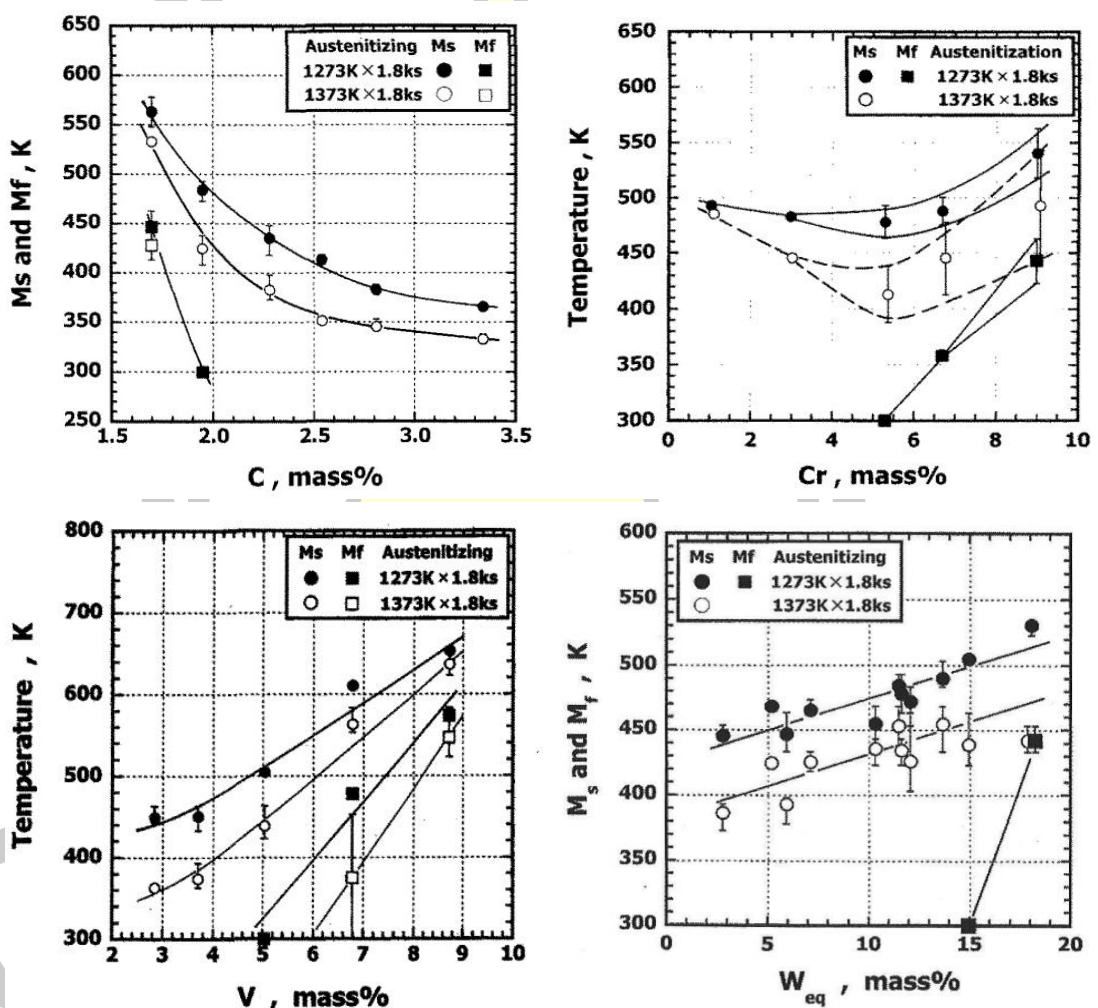 650
600
550
500
450
400
350
300
250
Ms and Mf , K
Austenitizing Ms Mf
1273K×1.8ks
1373K×1.8ks
1.5 2.0 2.5 3.0 3.5
C , mass%
650
600
550
500
450
400
350
300
Temperature , K
Ms Mf Austenitization
1273K×1.8ks
1373K×1.8ks
0 2 4 6 8 10
Cr , mass%
800
700
600
500
400
300
Temperature , K
Ms Mf Austenitizing
1273K×1.8ks
1373K×1.8ks
2 3 4 5 6 7 8 9 10
V , mass%
600
550
500
450
400
350
300
Ms and Mf , K
Ms Mf Austenitizing
1273K×1.8ks
1373K×1.8ks
0 5 10 15 20
Weq , mass%